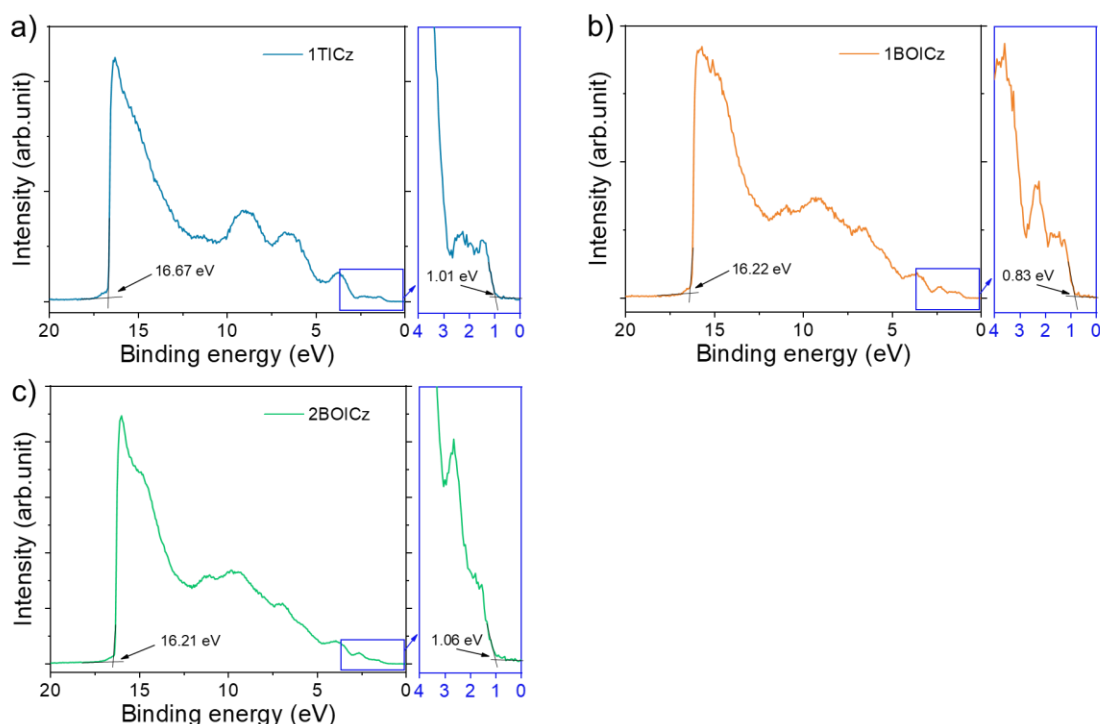 a)
1TICz
Intensity (arb.unit)
16.67 eV
1.01 eV
20 15 10 5 0
4 3 2 1 0
Binding energy (eV)
b)
1BOICz
Intensity (arb.unit)
16.22 eV
0.83 eV
20 15 10 5 0
4 3 2 1 0
Binding energy (eV)
c)
2BOICz
Intensity (arb.unit)
16.21 eV
1.06 eV
20 15 10 5 0
4 3 2 1 0
Binding energy (eV)